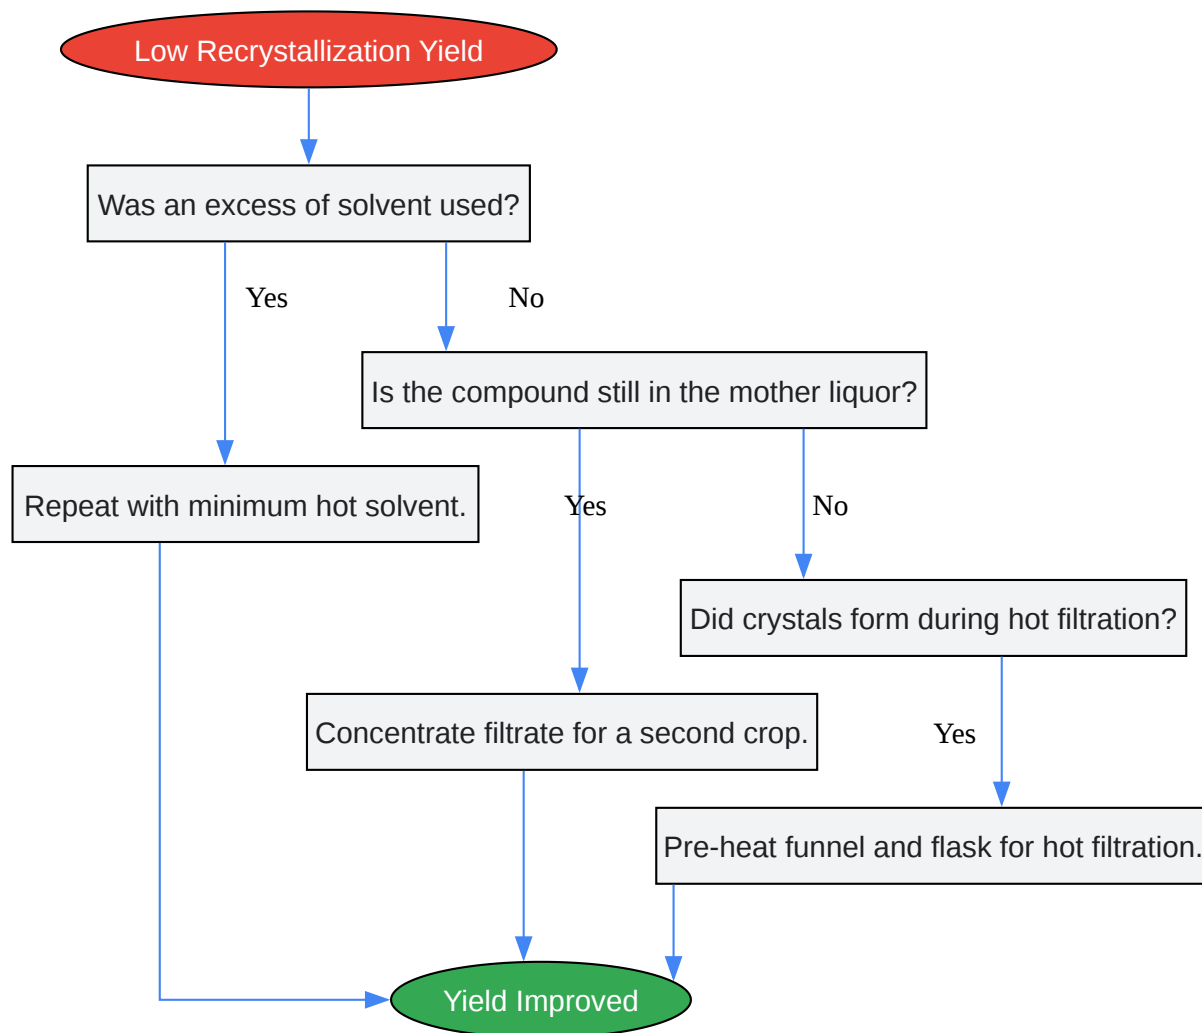 Low Recrystallization Yield
Was an excess of solvent used?
Yes
No
Is the compound still in the mother liquor?
Repeat with minimum hot solvent.
Yes
No
Did crystals form during hot filtration?
Concentrate filtrate for a second crop.
Yes
Pre-heat funnel and flask for hot filtration.
Yield Improved